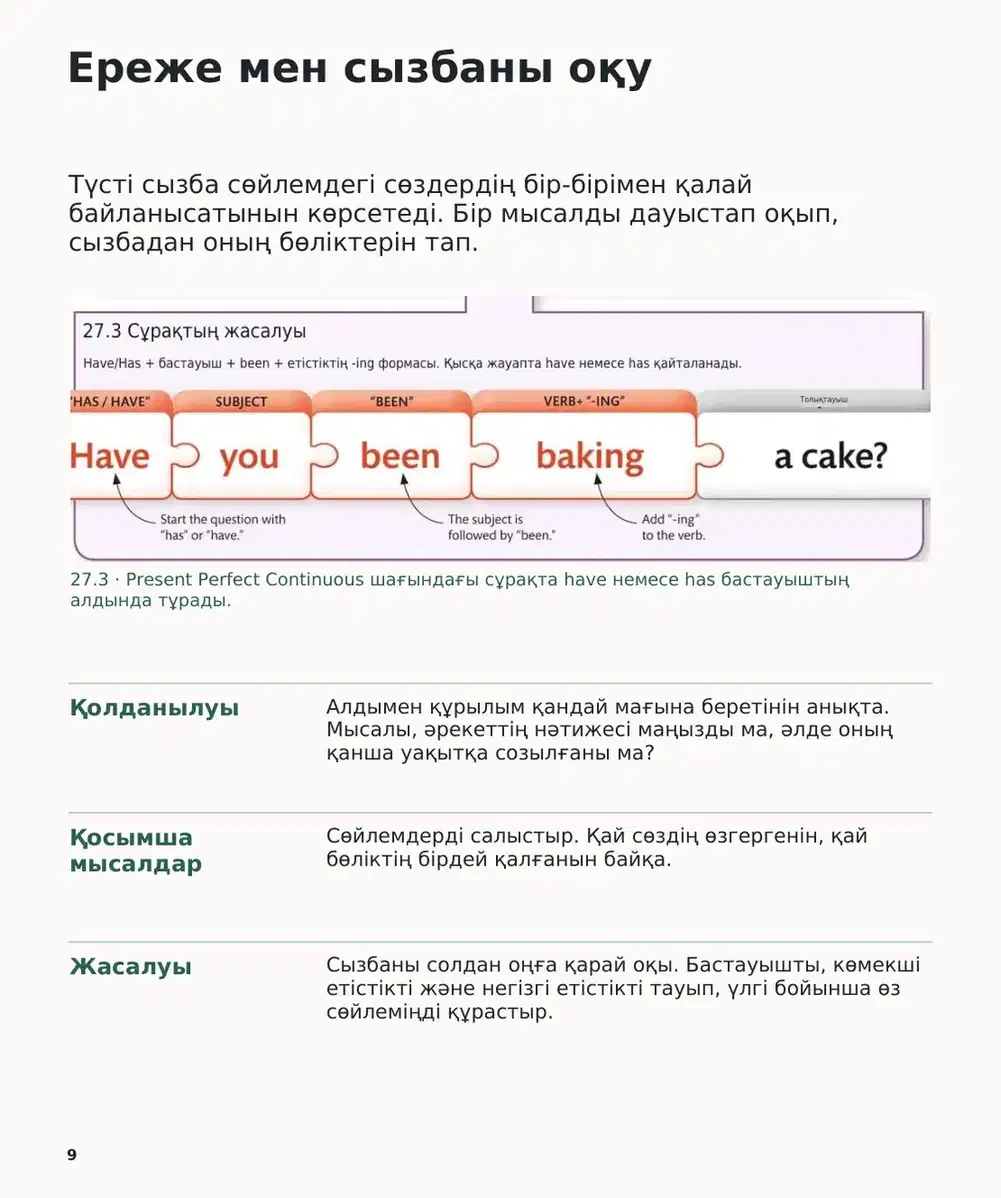 Ереже мен сызбаны оқу
Түсті сызба сөйлемдегі сөздердің бір-бірімен қалай
байланысатынын көрсетеді. Бір мысалды дауыстап оқып,
сызбадан оның бөліктерін тап.
27.3 Сұрақтың жасалуы
Have/Has + бастауыш + been + етістіктің -ing формасы. Қысқа жауапта have немесе has қайталанады.
"HAS / HAVE" SUBJECT "BEEN" VERB+ "-ING" Толықтауыш
Have you been baking a cake?
Start the question with The subject is Add "-ing"
"has" or "have." followed by "been." to the verb.
27.3 · Present Perfect Continuous шағындағы сұрақта have немесе has бастауыштың
алдында тұрады.
Қолданылуы Алдымен құрылым қандай мағына беретінін анықта.
Мысалы, әрекеттің нәтижесі маңызды ма, әлде оның
қанша уақытқа созылғаны ма?
Қосымша Сөйлемдерді салыстыр. Қай сөздің өзгергенін, қай
мысалдар бөліктің бірдей қалғанын байқа.
Жасалуы Сызбаны солдан оңға қарай оқы. Бастауышты, көмекші
етістікті және негізгі етістікті тауып, үлгі бойынша өз
сөйлеміңді құрастыр.
9